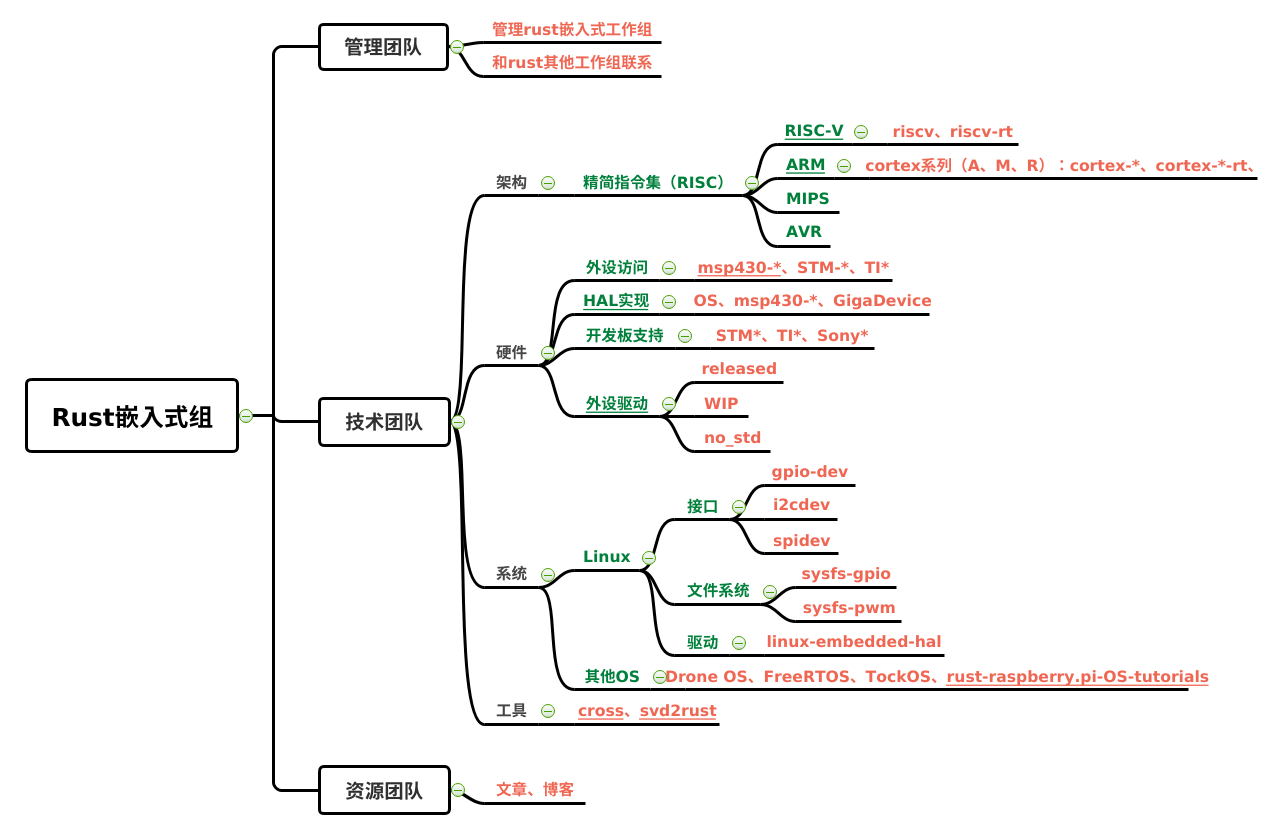 管理团队
管理rust嵌入式工作组
和rust其他工作组联系
RISC-V
riscv、riscv-rt
ARM
cortex系列（A、M、R）：cortex-*、cortex-*-rt、
架构
精简指令集（RISC）
MIPS
AVR
外设访问
msp430-*、STM-*、TI*
HAL实现
OS、msp430-*、GigaDevice
开发板支持
STM*、TI*、Sony*
硬件
released
外设驱动
WIP
no_std
Rust嵌入式组
技术团队
gpio-dev
接口
i2cdev
spidev
Linux
系统
sysfs-gpio
文件系统
sysfs-pwm
驱动
linux-embedded-hal
其他OS
Drone OS、FreeRTOS、TockOS、rust-raspberry.pi-OS-tutorials
工具
cross、svd2rust
资源团队
文章、博客